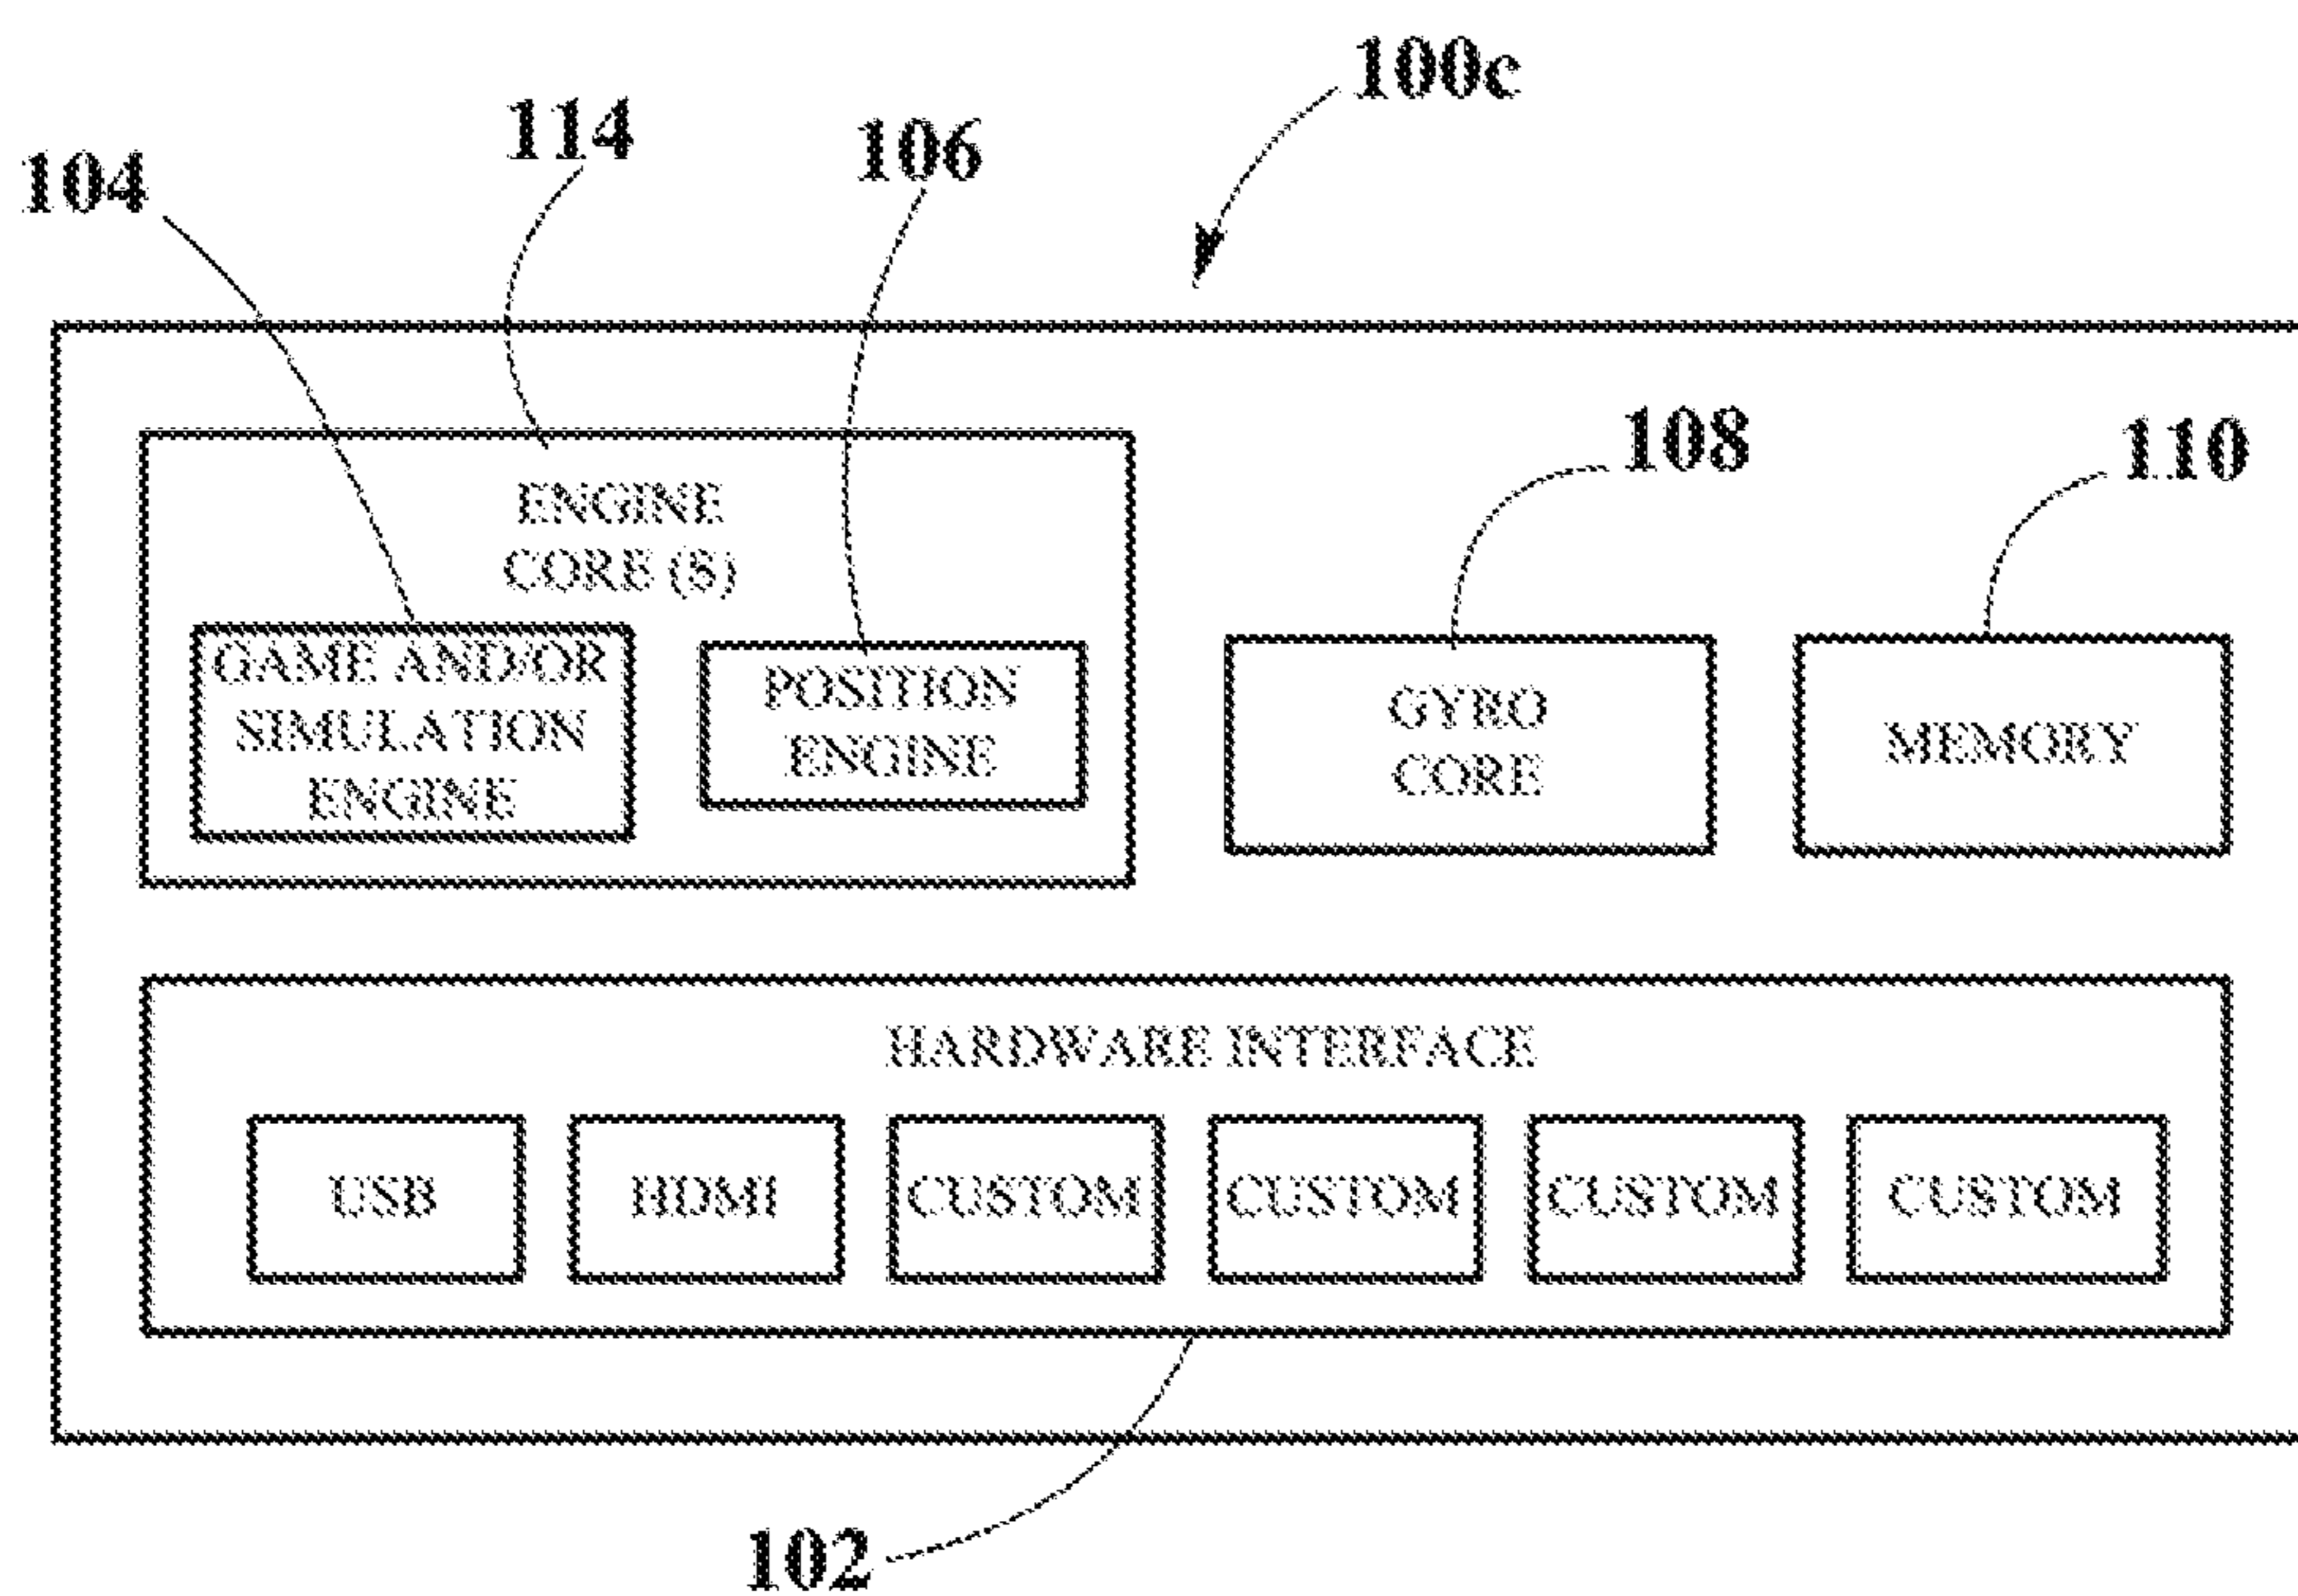 100c
114
106
104
108
110
ENGINE
CORE (S)
GAME AND/OR
SIMULATION
ENGINE
POSITION
ENGINE
GYRO
CORE
MEMORY
HARDWARE INTERFACE
USB
HDMI
CUSTOM
CUSTOM
CUSTOM
CUSTOM
102